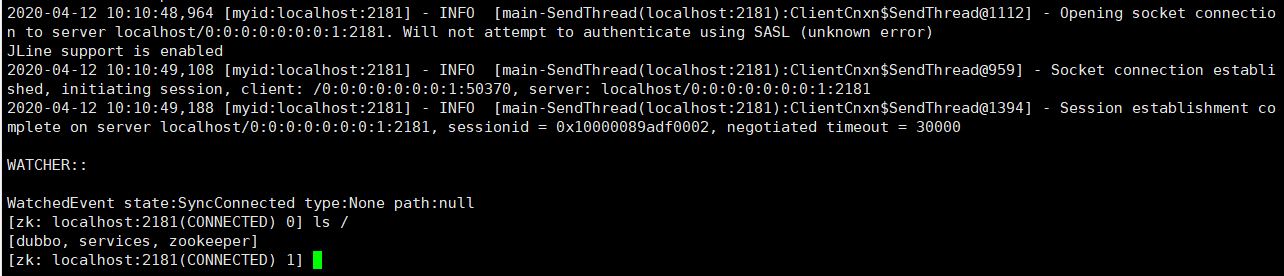 2020-04-12 10:10:48,964 [myid:localhost:2181] - INFO  [main-SendThread(localhost:2181):ClientCnxn$SendThread@1112] - Opening socket connectio
n to server localhost/0:0:0:0:0:0:0:1:2181. Will not attempt to authenticate using SASL (unknown error)
JLine support is enabled
2020-04-12 10:10:49,108 [myid:localhost:2181] - INFO  [main-SendThread(localhost:2181):ClientCnxn$SendThread@959] - Socket connection establi
shed, initiating session, client: /0:0:0:0:0:0:0:1:50370, server: localhost/0:0:0:0:0:0:0:1:2181
2020-04-12 10:10:49,188 [myid:localhost:2181] - INFO  [main-SendThread(localhost:2181):ClientCnxn$SendThread@1394] - Session establishment co
mplete on server localhost/0:0:0:0:0:0:0:1:2181, sessionid = 0x10000089adf0002, negotiated timeout = 30000
WATCHER::
WatchedEvent state:SyncConnected type:None path:null
[zk: localhost:2181(CONNECTED) 0] ls /
[dubbo, services, zookeeper]
[zk: localhost:2181(CONNECTED) 1]